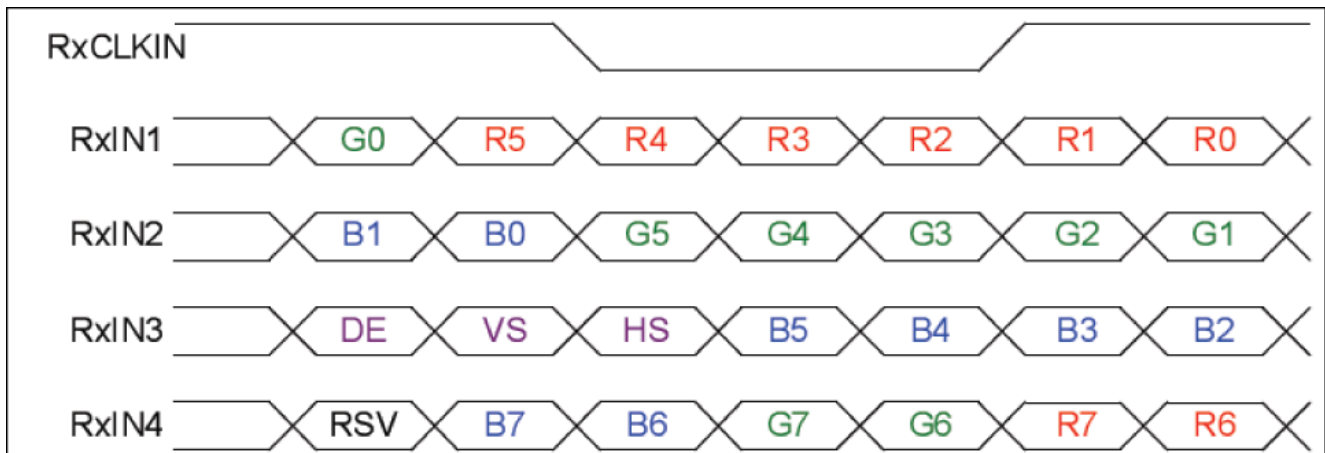 RxCLKIN
RxIN1 G0 R5 R4 R3 R2 R1 R0
RxIN2 B1 B0 G5 G4 G3 G2 G1
RxIN3 DE VS HS B5 B4 B3 B2
RxIN4 RSV B7 B6 G7 G6 R7 R6